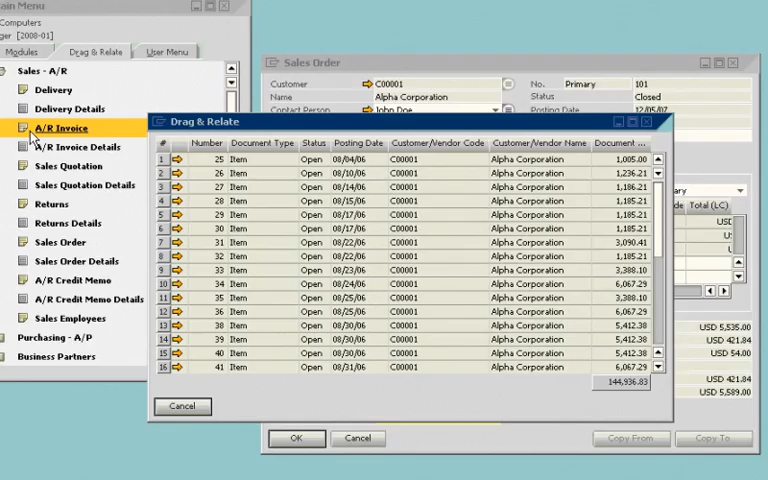 ain Menu
Computers
ger [2008-01]
Modules Drag & Relate User Menu
Sales - A/R
Delivery
Delivery Details
A/R Invoice
A/R Invoice Details
Sales Quotation
Sales Quotation Details
Returns
Returns Details
Sales Order
Sales Order Details
A/R Credit Memo
A/R Credit Memo Details
Sales Employees
Purchasing - A/P
Business Partners
Sales Order
Customer C00001 No. Primary 101
Name Alpha Corporation Status Closed
Contact Person John Doe Posting Date 12/05/07
Drag & Relate
# Number Document Type Status Posting Date Customer/Vendor Code Customer/Vendor Name Document ...
1 25 Item Open 08/04/06 C00001 Alpha Corporation 1,005.00
2 26 Item Open 08/10/06 C00001 Alpha Corporation 1,236.21
3 27 Item Open 08/14/06 C00001 Alpha Corporation 1,186.21
4 28 Item Open 08/15/06 C00001 Alpha Corporation 1,185.21
5 29 Item Open 08/17/06 C00001 Alpha Corporation 1,185.21
6 30 Item Open 08/17/06 C00001 Alpha Corporation 1,185.21
7 31 Item Open 08/22/06 C00001 Alpha Corporation 3,090.41
8 32 Item Open 08/22/06 C00001 Alpha Corporation 1,185.21
9 33 Item Open 08/23/06 C00001 Alpha Corporation 3,388.10
10 34 Item Open 08/24/06 C00001 Alpha Corporation 6,067.29
11 35 Item Open 08/25/06 C00001 Alpha Corporation 3,388.10
12 36 Item Open 08/25/06 C00001 Alpha Corporation 6,067.29
13 38 Item Open 08/30/06 C00001 Alpha Corporation 5,412.38
14 39 Item Open 08/30/06 C00001 Alpha Corporation 5,412.38
15 40 Item Open 08/30/06 C00001 Alpha Corporation 5,412.38
16 41 Item Open 08/31/06 C00001 Alpha Corporation 6,067.29
144,936.83
Cancel
ary
de Total (LC)
USD
USD 5,535.00
USD 421.84
USD 54.00
USD 421.84
USD 5,589.00
OK Cancel Copy From Copy To